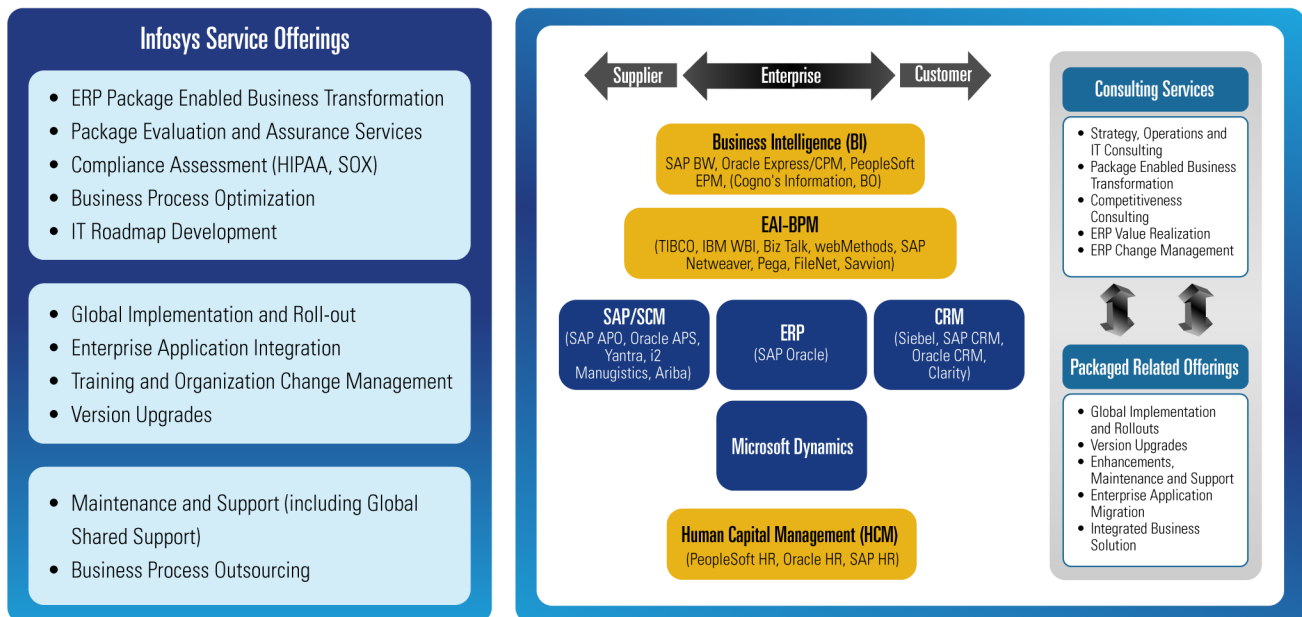 Infosys Service Offerings
• ERP Package Enabled Business Transformation
• Package Evaluation and Assurance Services
• Compliance Assessment (HIPAA, SOX)
• Business Process Optimization
• IT Roadmap Development
• Global Implementation and Roll-out
• Enterprise Application Integration
• Training and Organization Change Management
• Version Upgrades
• Maintenance and Support (including Global
Shared Support)
• Business Process Outsourcing
Supplier
Enterprise
Customer
Business Intelligence (BI)
SAP BW, Oracle Express/CPM, PeopleSoft
EPM, (Cogno's Information, BO)
EAI-BPM
(TIBCO, IBM WBI, Biz Talk, webMethods, SAP
Netweaver, Pega, FileNet, Savvion)
SAP/SCM
(SAP APO, Oracle APS,
Yantra, i2
Manugistics, Ariba)
ERP
(SAP Oracle)
CRM
(Siebel, SAP CRM,
Oracle CRM,
Clarity)
Microsoft Dynamics
Human Capital Management (HCM)
(PeopleSoft HR, Oracle HR, SAP HR)
Consulting Services
• Strategy, Operations and
IT Consulting
• Package Enabled Business
Transformation
• Competitiveness
Consulting
• ERP Value Realization
• ERP Change Management
Packaged Related Offerings
• Global Implementation
and Rollouts
• Version Upgrades
• Enhancements,
Maintenance and Support
• Enterprise Application
Migration
• Integrated Business
Solution